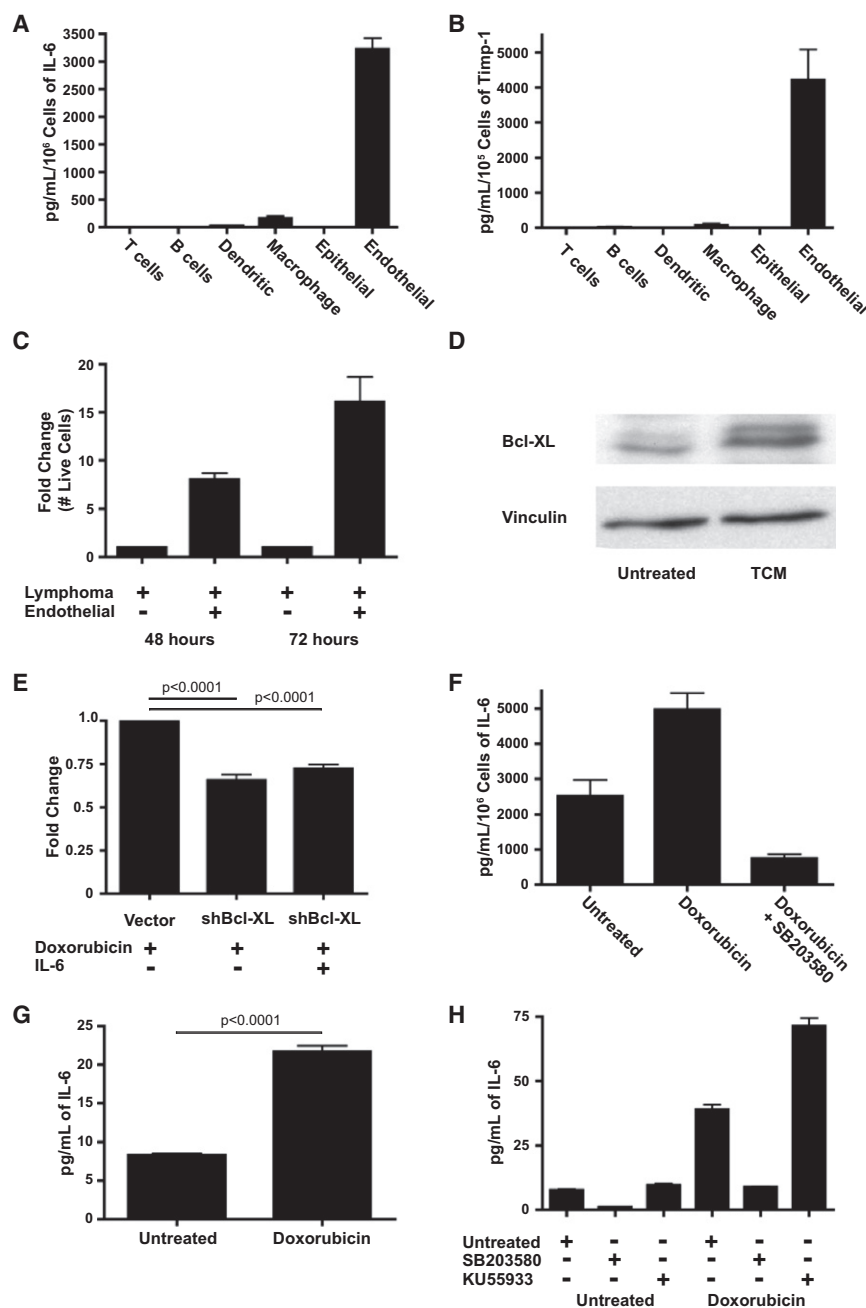 A
pg/mL/10⁶ Cells of IL-6
3500
3000
2500
2000
1500
1000
500
0
T cells
B cells
Dendritic
Macrophage
Epithelial
Endothelial
B
pg/mL/10⁵ Cells of Timp-1
5000
4000
3000
2000
1000
0
T cells
B cells
Dendritic
Macrophage
Epithelial
Endothelial
C
Fold Change
(# Live Cells)
20
15
10
5
0
Lymphoma + + + +
Endothelial - + - +
48 hours 72 hours
D
Bcl-XL
Vinculin
Untreated TCM
E
p<0.0001
p<0.0001
Fold Change
1.0
0.75
0.5
0.25
0
Vector shBcl-XL shBcl-XL
Doxorubicin + + +
IL-6 - - +
F
pg/mL/10⁶ Cells of IL-6
5000
4000
3000
2000
1000
0
Untreated
Doxorubicin
Doxorubicin
+ SB203580
G
p<0.0001
pg/mL of IL-6
25
20
15
10
5
0
Untreated Doxorubicin
H
pg/mL of IL-6
75
50
25
0
Untreated + - - + - -
SB203580 - + - - + -
KU55933 - - + - - +
Untreated Doxorubicin